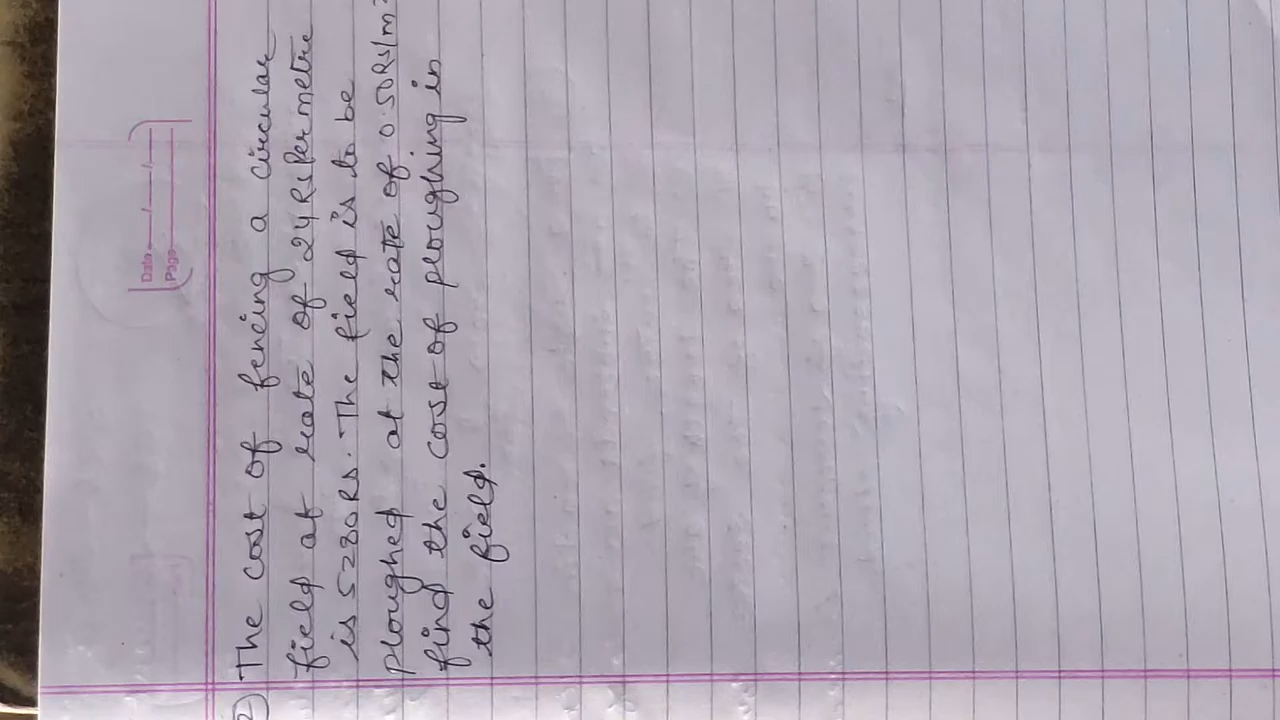 Date
Page
2 The cost of fencing a circular
field at rate of 24 Rs Per metre
is 5280 Rs. The field is to be
ploughed at the rate of 0.50Rs/m²
find the cost of ploughing in
the field.